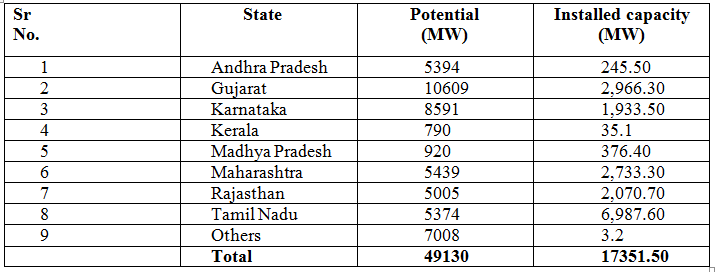 Sr No. State Potential (MW) Installed capacity (MW)
1 Andhra Pradesh 5394 245.50
2 Gujarat 10609 2,966.30
3 Karnataka 8591 1,933.50
4 Kerala 790 35.1
5 Madhya Pradesh 920 376.40
6 Maharashtra 5439 2,733.30
7 Rajasthan 5005 2,070.70
8 Tamil Nadu 5374 6,987.60
9 Others 7008 3.2
Total 49130 17351.50